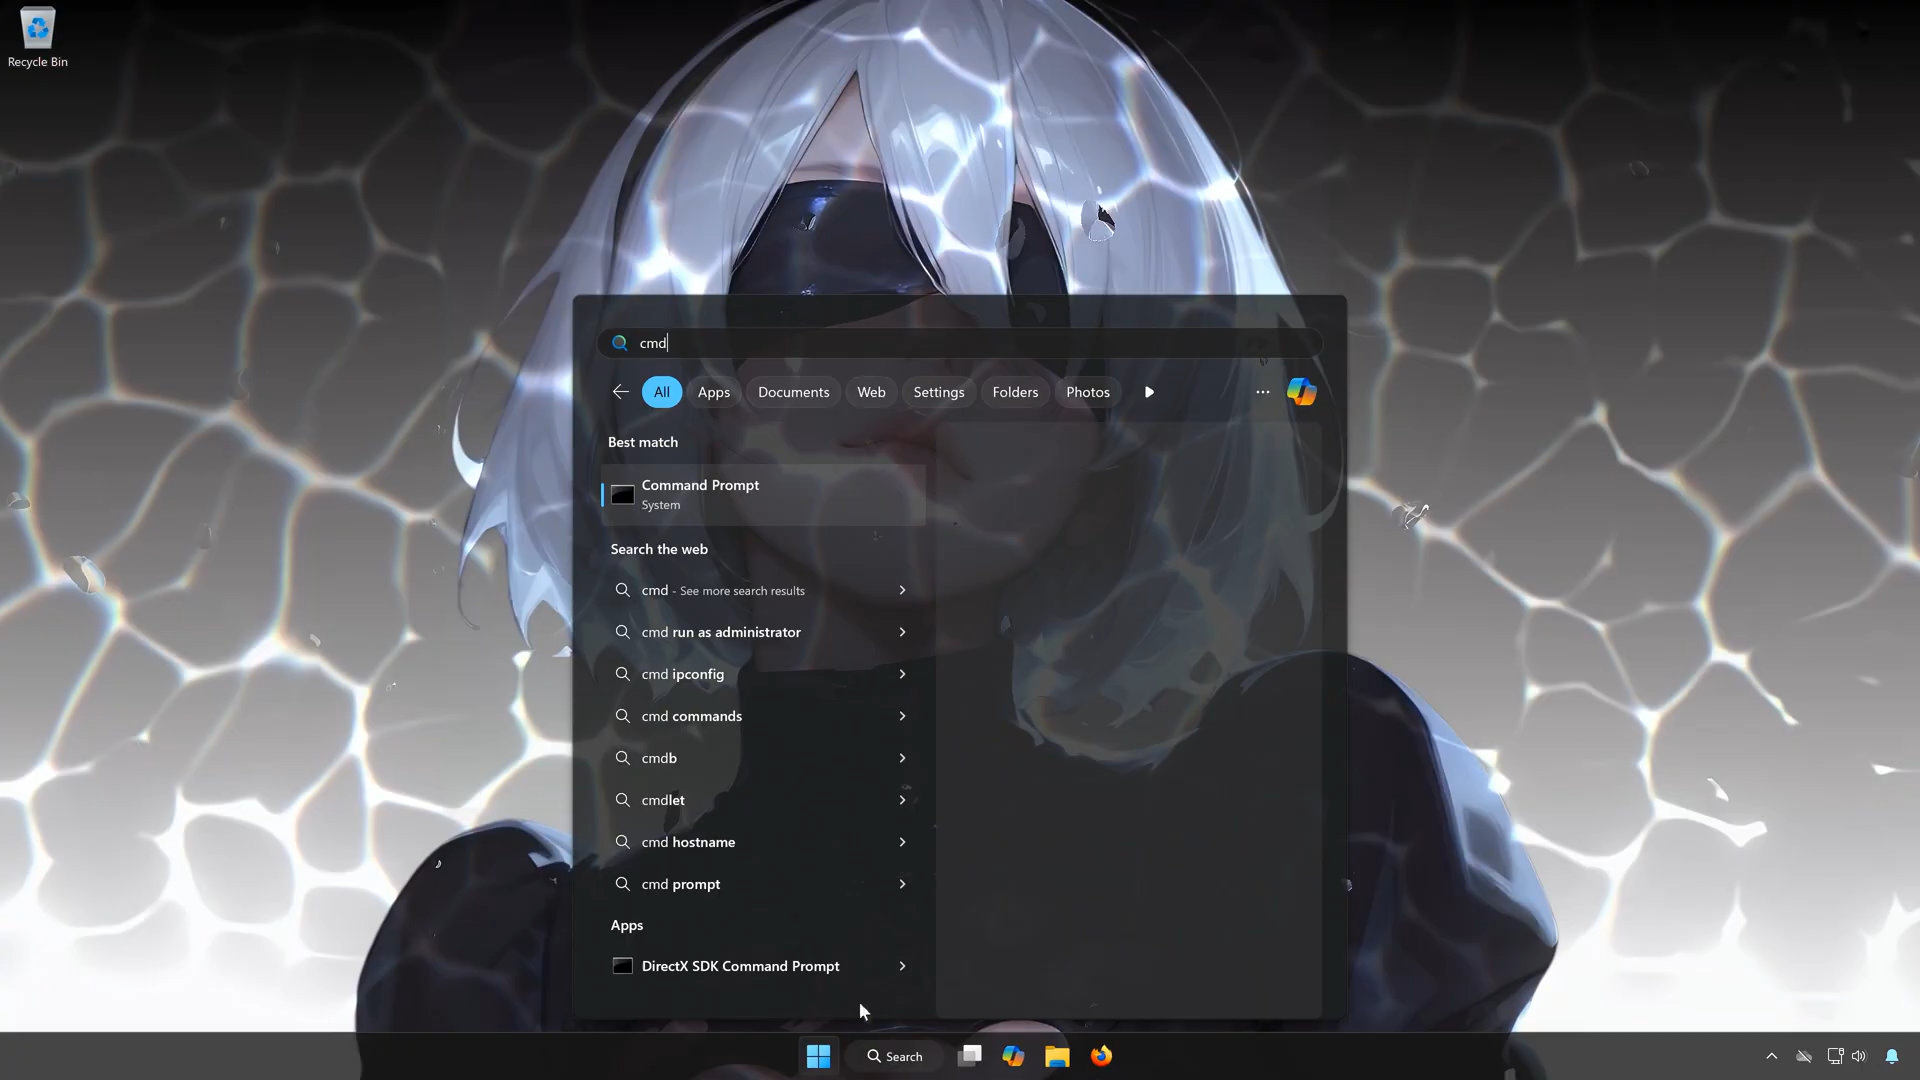 Recycle Bin
cmd
All Apps Documents Web Settings Folders Photos
Best match
Command Prompt
System
Search the web
cmd - See more search results
cmd run as administrator
cmd ipconfig
cmd commands
cmdb
cmdlet
cmd hostname
cmd prompt
Apps
DirectX SDK Command Prompt
Search